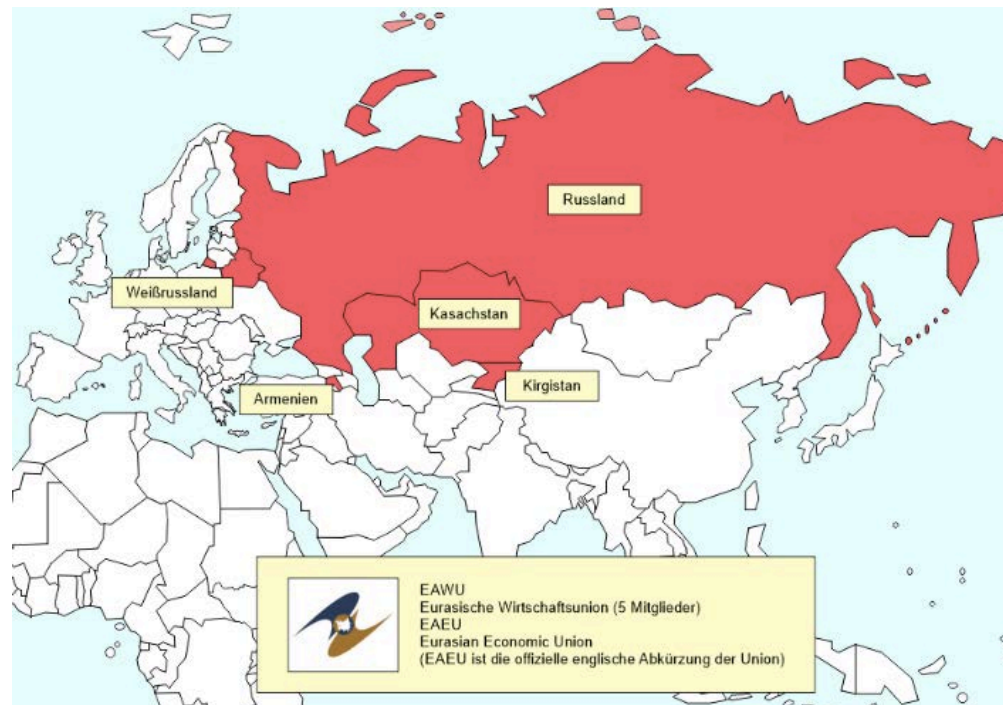 Russland
Weißrussland
Kasachstan
Kirgistan
Armenien
EAWU
Eurasische Wirtschaftsunion (5 Mitglieder)
EAEU
Eurasian Economic Union
(EAEU ist die offizielle englische Abkürzung der Union)